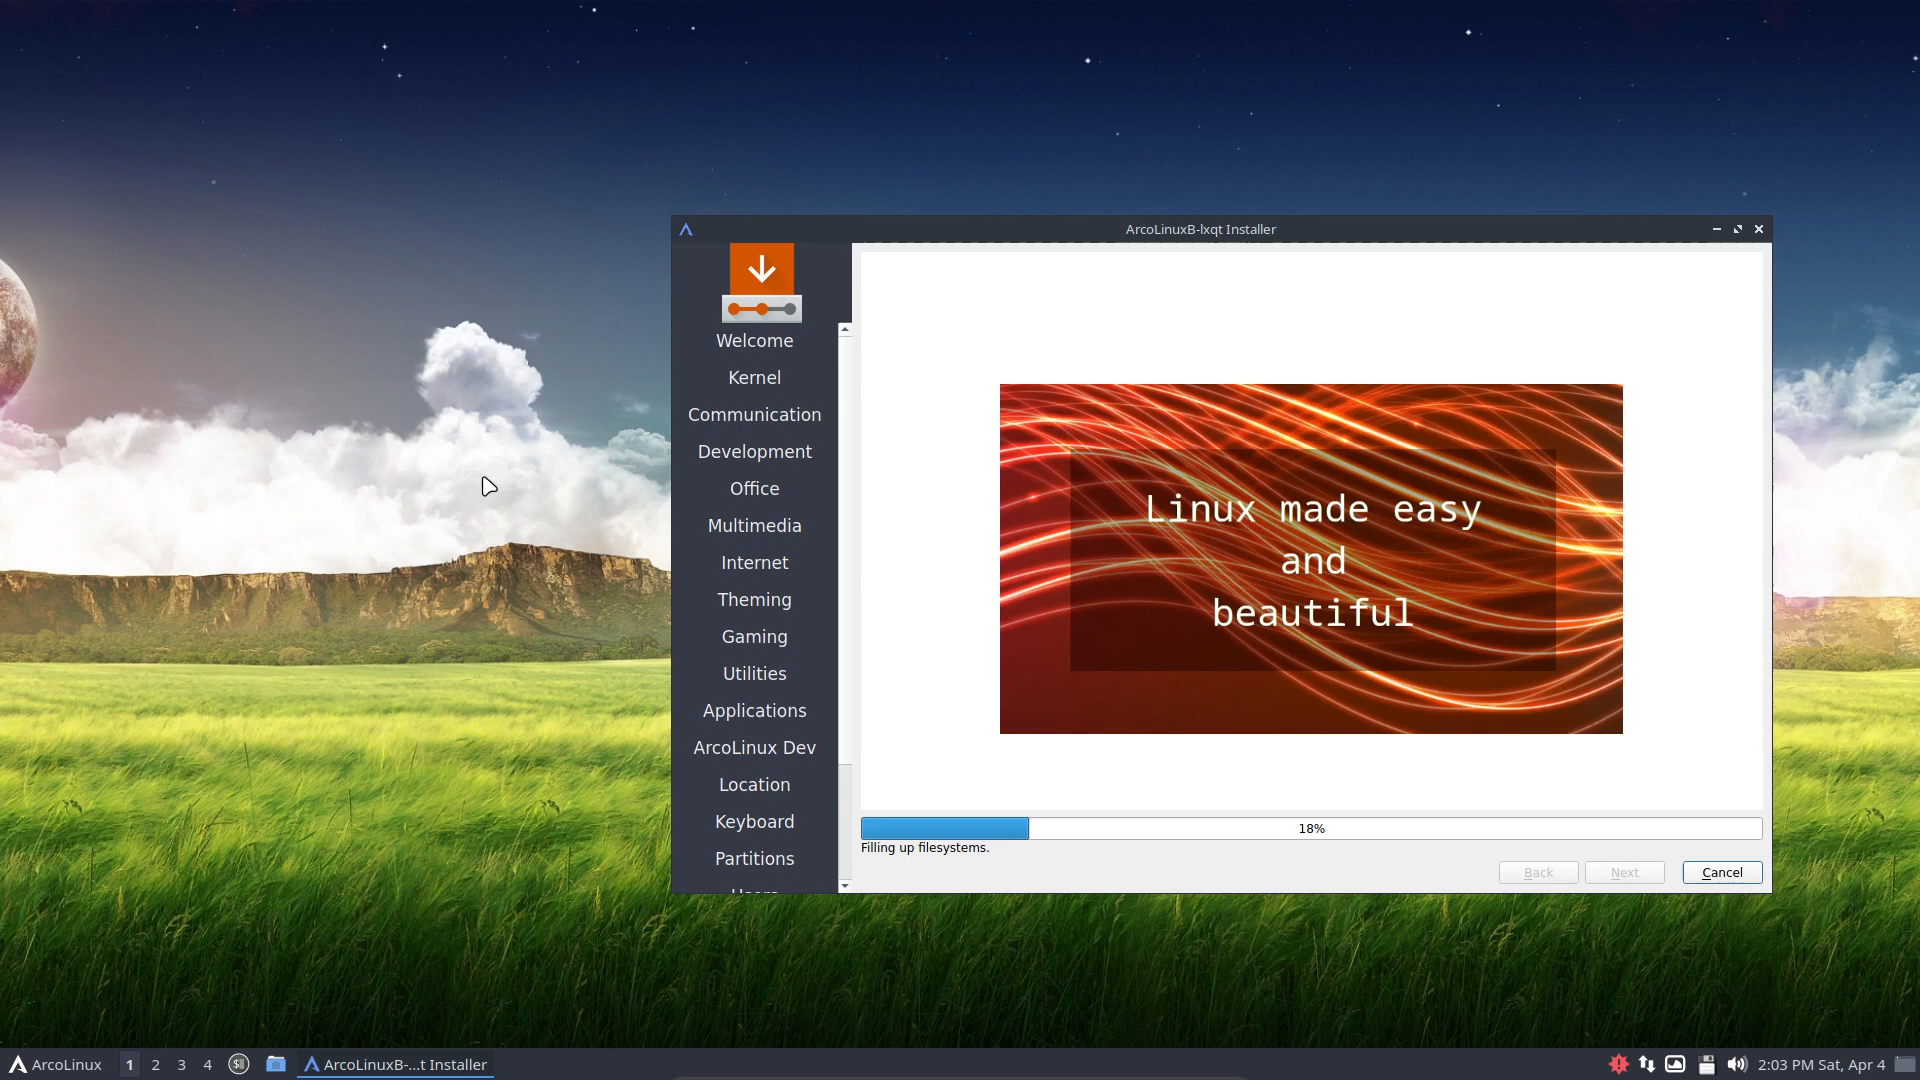 ArcoLinuxB-lxqt Installer
Welcome
Kernel
Communication
Development
Office
Multimedia
Internet
Theming
Gaming
Utilities
Applications
ArcoLinux Dev
Location
Keyboard
Partitions
Linux made easy
and
beautiful
18%
Filling up filesystems.
Back
Next
Cancel
ArcoLinux
1
2
3
4
ArcoLinuxB-...t Installer
2:03 PM Sat, Apr 4